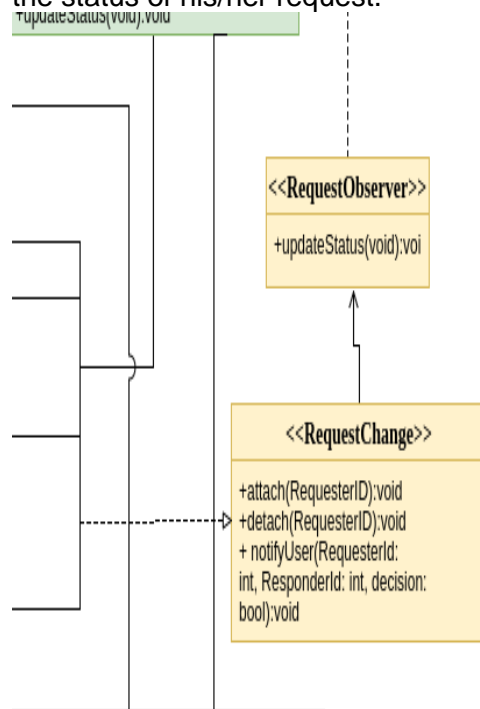 the status of his/her request.
+updateStatus(void):void
<<RequestObserver>>
+updateStatus(void):voi
<<RequestChange>>
+attach(RequesterID):void
+detach(RequesterID):void
+ notifyUser(RequesterId:
int, ResponderId: int, decision:
bool):void